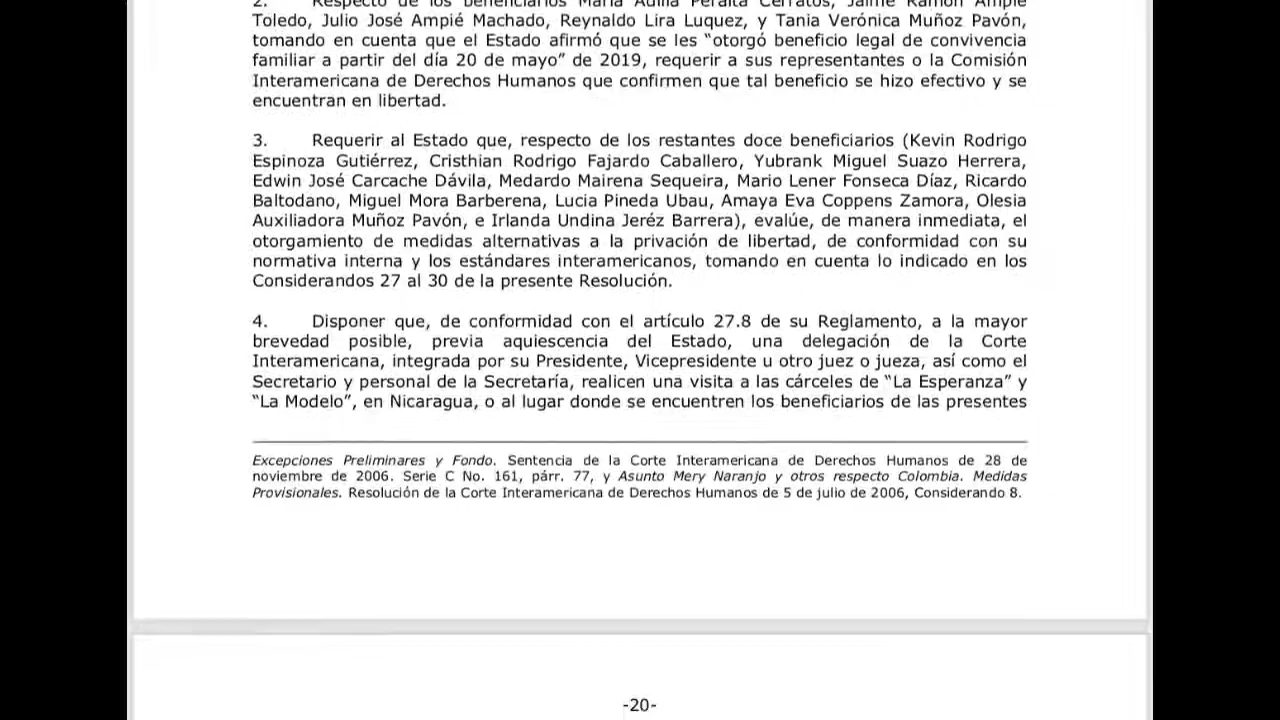 2. Respecto de los beneficiarios María Adilia Peralta Cerratos, Jaime Ramón Ampié
Toledo, Julio José Ampié Machado, Reynaldo Lira Luquez, y Tania Verónica Muñoz Pavón,
tomando en cuenta que el Estado afirmó que se les “otorgó beneficio legal de convivencia
familiar a partir del día 20 de mayo” de 2019, requerir a sus representantes o la Comisión
Interamericana de Derechos Humanos que confirmen que tal beneficio se hizo efectivo y se
encuentran en libertad.
3. Requerir al Estado que, respecto de los restantes doce beneficiarios (Kevin Rodrigo
Espinoza Gutiérrez, Cristhian Rodrigo Fajardo Caballero, Yubrank Miguel Suazo Herrera,
Edwin José Carcache Dávila, Medardo Mairena Sequeira, Mario Lener Fonseca Díaz, Ricardo
Baltodano, Miguel Mora Barberena, Lucia Pineda Ubau, Amaya Eva Coppens Zamora, Olesia
Auxiliadora Muñoz Pavón, e Irlanda Undina Jeréz Barrera), evalúe, de manera inmediata, el
otorgamiento de medidas alternativas a la privación de libertad, de conformidad con su
normativa interna y los estándares interamericanos, tomando en cuenta lo indicado en los
Considerandos 27 al 30 de la presente Resolución.
4. Disponer que, de conformidad con el artículo 27.8 de su Reglamento, a la mayor
brevedad posible, previa aquiescencia del Estado, una delegación de la Corte
Interamericana, integrada por su Presidente, Vicepresidente u otro juez o jueza, así como el
Secretario y personal de la Secretaría, realicen una visita a las cárceles de “La Esperanza” y
“La Modelo”, en Nicaragua, o al lugar donde se encuentren los beneficiarios de las presentes
Excepciones Preliminares y Fondo. Sentencia de la Corte Interamericana de Derechos Humanos de 28 de
noviembre de 2006. Serie C No. 161, párr. 77, y Asunto Mery Naranjo y otros respecto Colombia. Medidas
Provisionales. Resolución de la Corte Interamericana de Derechos Humanos de 5 de julio de 2006, Considerando 8.
-20-